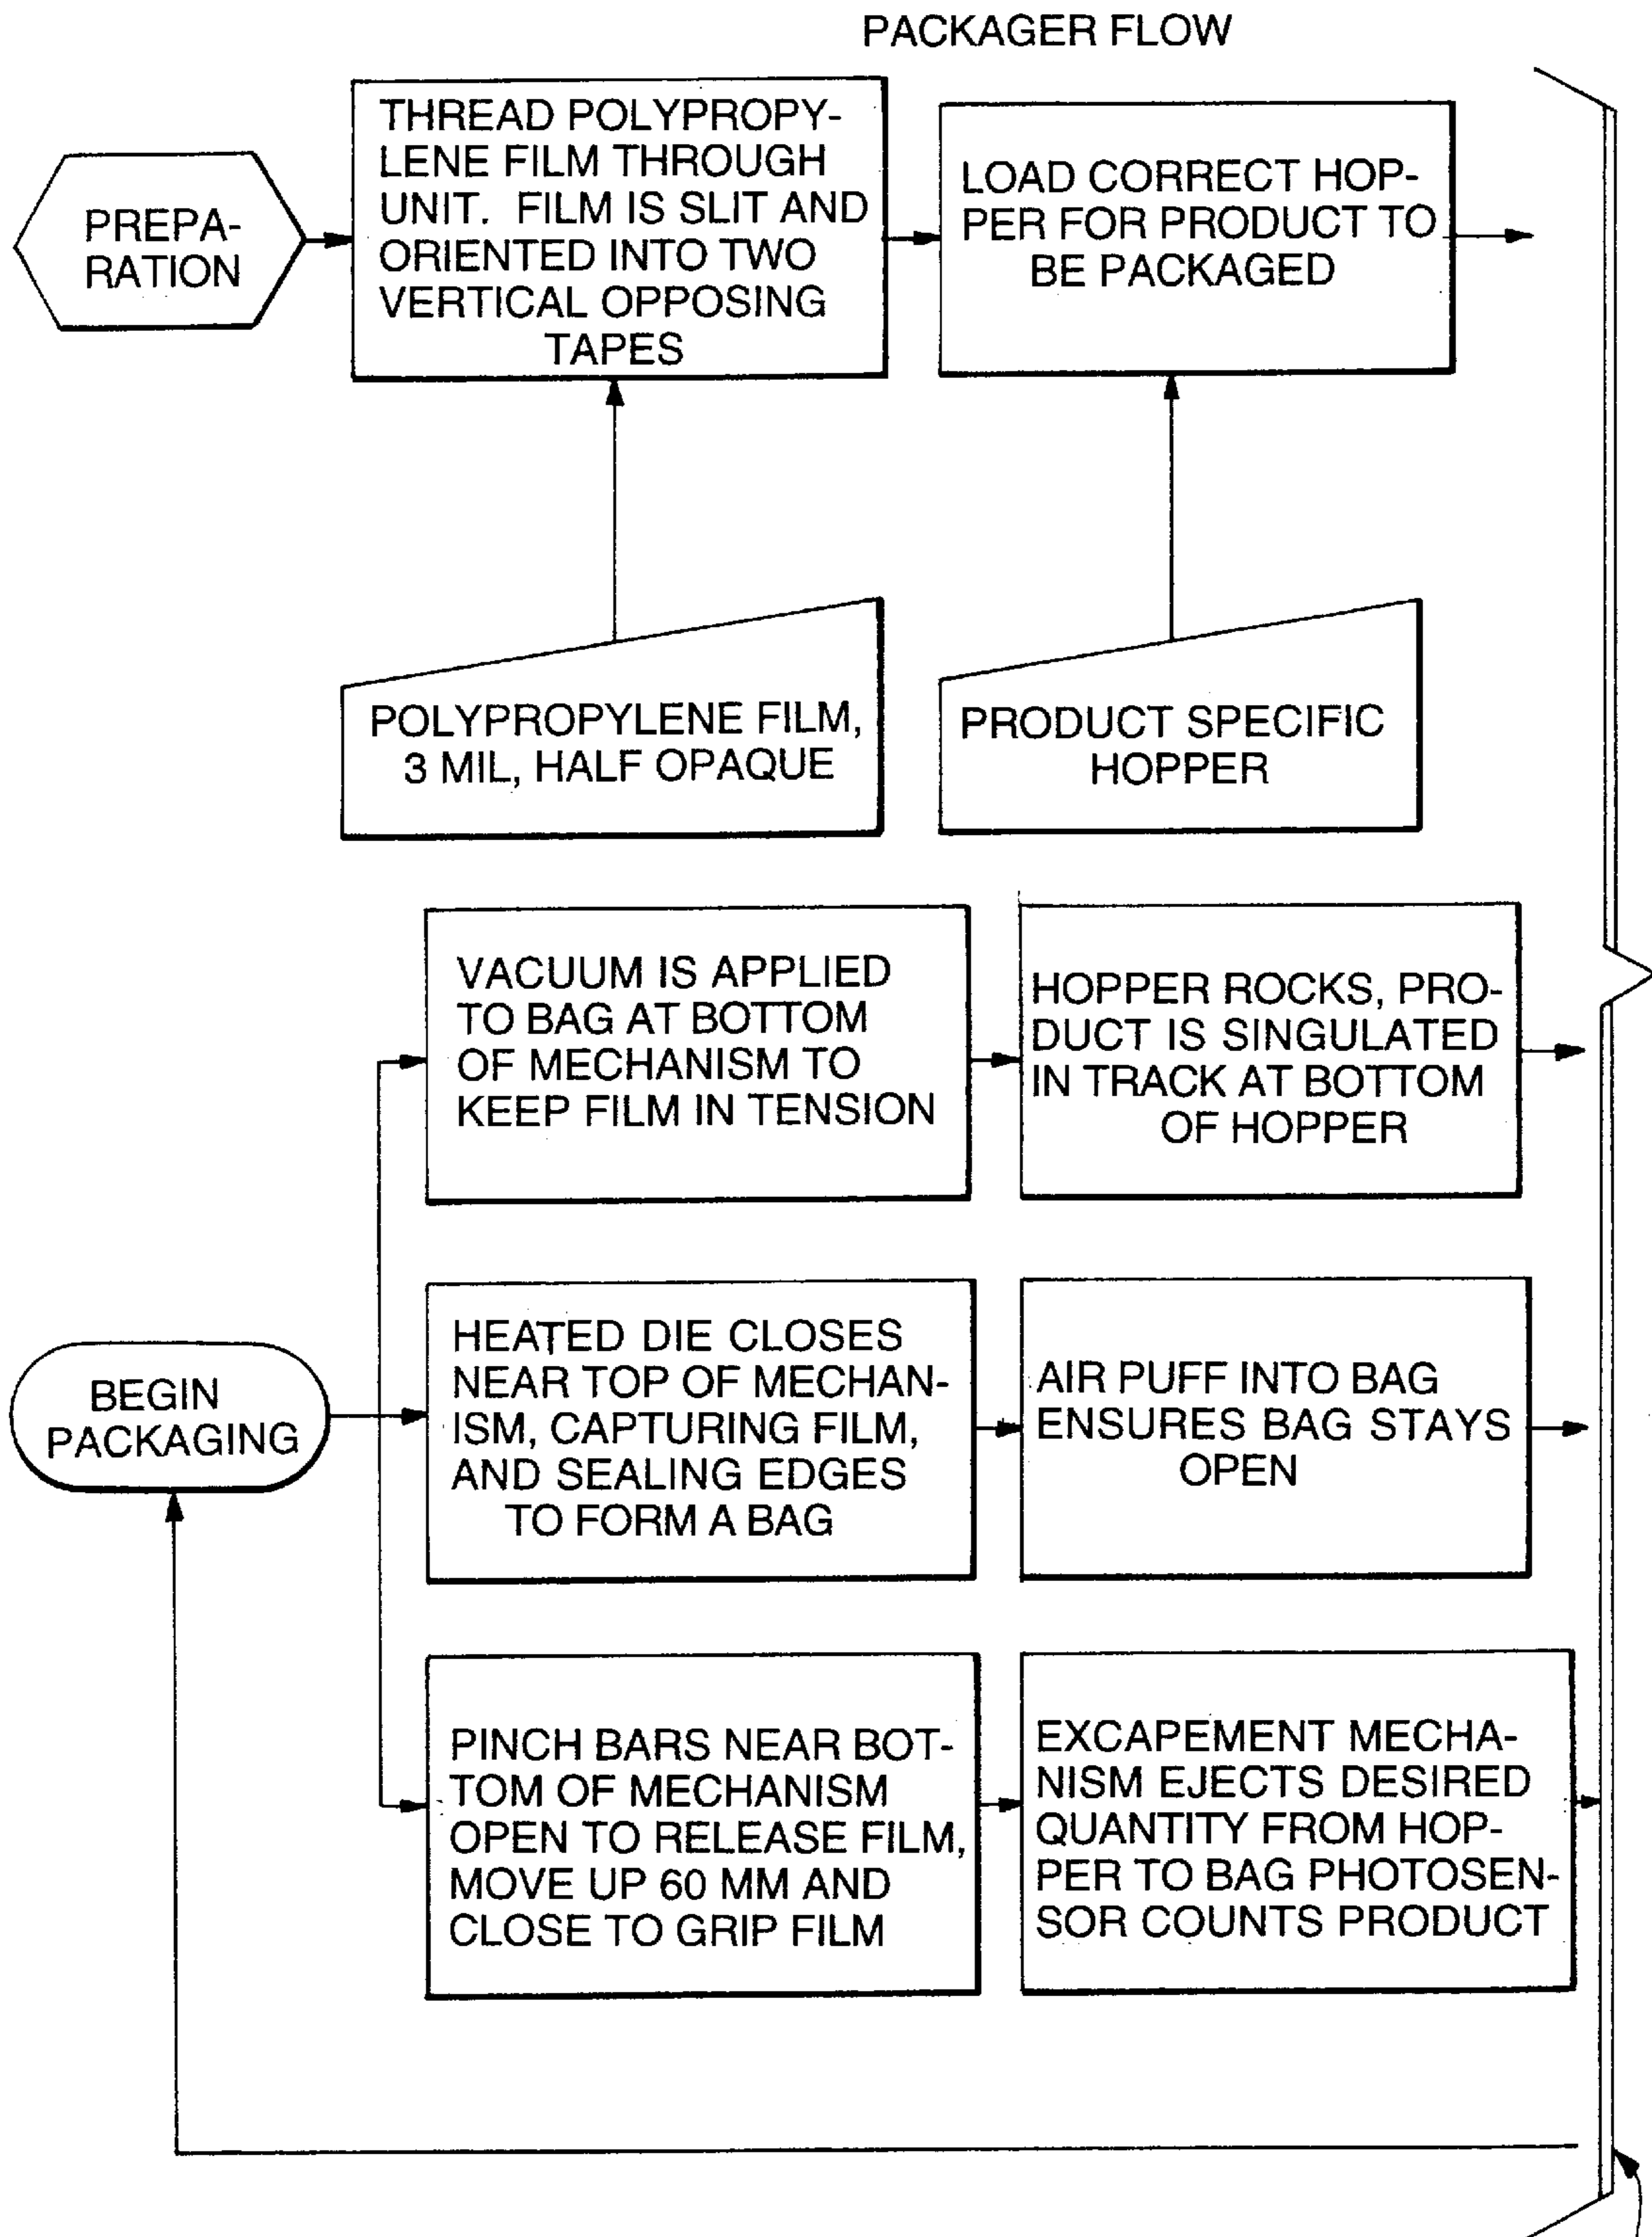 PACKAGER FLOW
PREPA-
RATION
THREAD POLYPROPY-
LENE FILM THROUGH
UNIT. FILM IS SLIT AND
ORIENTED INTO TWO
VERTICAL OPPOSING
TAPES
LOAD CORRECT HOP-
PER FOR PRODUCT TO
BE PACKAGED
POLYPROPYLENE FILM,
3 MIL, HALF OPAQUE
PRODUCT SPECIFIC
HOPPER
VACUUM IS APPLIED
TO BAG AT BOTTOM
OF MECHANISM TO
KEEP FILM IN TENSION
HOPPER ROCKS, PRO-
DUCT IS SINGULATED
IN TRACK AT BOTTOM
OF HOPPER
BEGIN
PACKAGING
HEATED DIE CLOSES
NEAR TOP OF MECHAN-
ISM, CAPTURING FILM,
AND SEALING EDGES
TO FORM A BAG
AIR PUFF INTO BAG
ENSURES BAG STAYS
OPEN
PINCH BARS NEAR BOT-
TOM OF MECHANISM
OPEN TO RELEASE FILM,
MOVE UP 60 MM AND
CLOSE TO GRIP FILM
EXCAPEMENT MECHA-
NISM EJECTS DESIRED
QUANTITY FROM HOP-
PER TO BAG PHOTOSEN-
SOR COUNTS PRODUCT